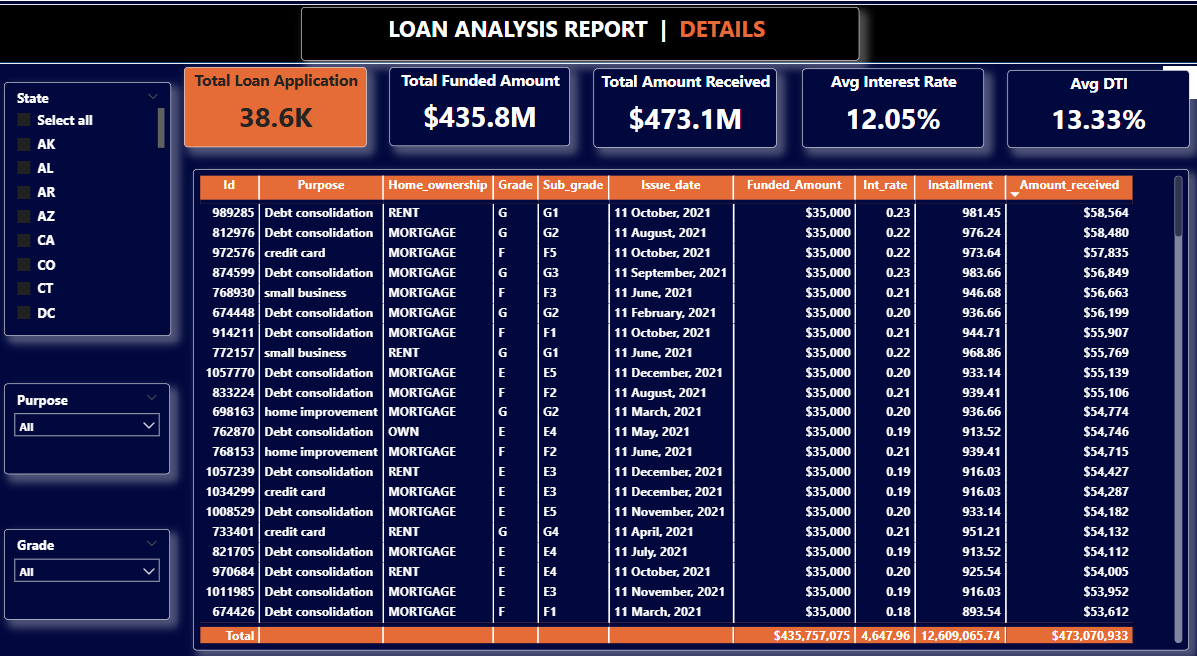 LOAN ANALYSIS REPORT | DETAILS
Total Loan Application
38.6K
Total Funded Amount
$435.8M
Total Amount Received
$473.1M
Avg Interest Rate
12.05%
Avg DTI
13.33%
State
Select all
AK
AL
AR
AZ
CA
CO
CT
DC
Purpose
All
Grade
All
Id Purpose Home_ownership Grade Sub_grade Issue_date Funded_Amount Int_rate Installment Amount_received
989285 Debt consolidation RENT G G1 11 October, 2021 $35,000 0.23 981.45 $58,564
812976 Debt consolidation MORTGAGE G G2 11 August, 2021 $35,000 0.22 976.24 $58,480
972576 credit card MORTGAGE F F5 11 October, 2021 $35,000 0.22 973.64 $57,835
874599 Debt consolidation MORTGAGE G G3 11 September, 2021 $35,000 0.23 983.66 $56,849
768930 small business MORTGAGE F F3 11 June, 2021 $35,000 0.21 946.68 $56,663
674448 Debt consolidation MORTGAGE G G2 11 February, 2021 $35,000 0.20 936.66 $56,199
914211 Debt consolidation MORTGAGE F F1 11 October, 2021 $35,000 0.21 944.71 $55,907
772157 small business RENT G G1 11 June, 2021 $35,000 0.22 968.86 $55,769
1057770 Debt consolidation MORTGAGE E E5 11 December, 2021 $35,000 0.20 933.14 $55,139
833224 Debt consolidation MORTGAGE F F2 11 August, 2021 $35,000 0.21 939.41 $55,106
698163 home improvement MORTGAGE G G2 11 March, 2021 $35,000 0.20 936.66 $54,774
762870 Debt consolidation OWN E E4 11 May, 2021 $35,000 0.19 913.52 $54,746
768153 home improvement MORTGAGE F F2 11 June, 2021 $35,000 0.21 939.41 $54,715
1057239 Debt consolidation RENT E E3 11 December, 2021 $35,000 0.19 916.03 $54,427
1034299 credit card MORTGAGE E E3 11 December, 2021 $35,000 0.19 916.03 $54,287
1008529 Debt consolidation MORTGAGE E E5 11 November, 2021 $35,000 0.20 933.14 $54,182
733401 credit card RENT G G4 11 April, 2021 $35,000 0.21 951.21 $54,132
821705 Debt consolidation MORTGAGE E E4 11 July, 2021 $35,000 0.19 913.52 $54,112
970684 Debt consolidation RENT E E4 11 October, 2021 $35,000 0.20 925.54 $54,005
1011985 Debt consolidation MORTGAGE E E3 11 November, 2021 $35,000 0.19 916.03 $53,952
674426 Debt consolidation MORTGAGE F F1 11 March, 2021 $35,000 0.18 893.54 $53,612
Total $435,757,075 4,647.96 12,609,065.74 $473,070,933